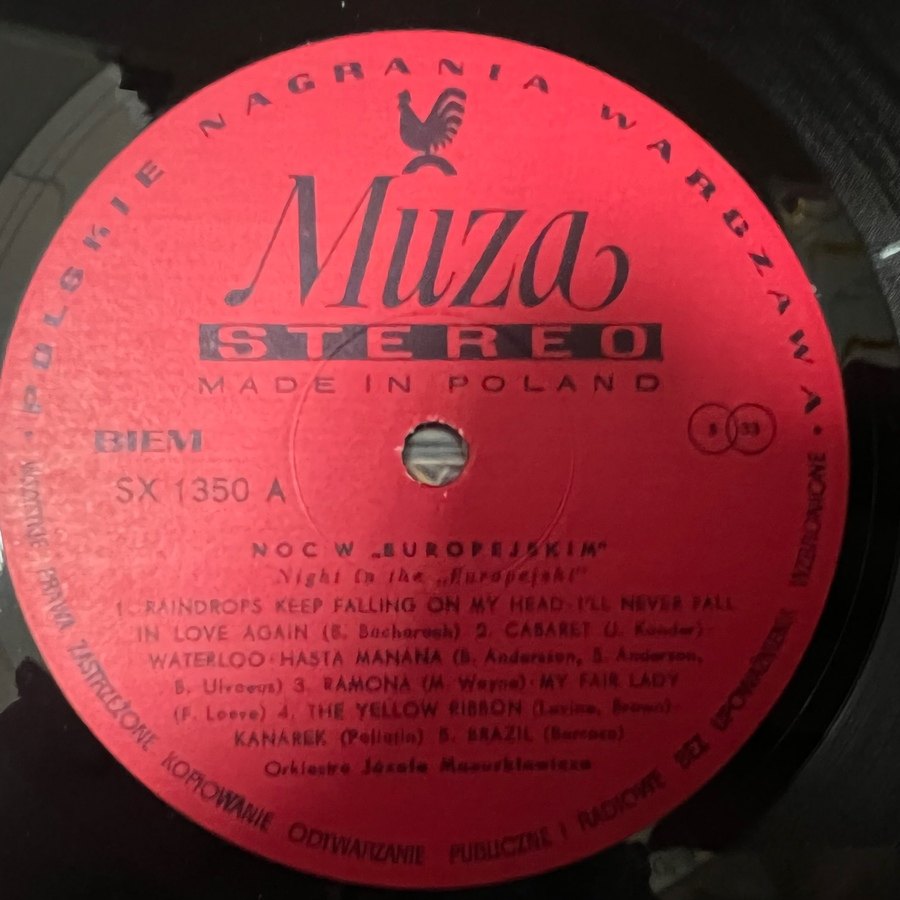 POLSKIE NAGRANIA WARSZAWA
Muza
STEREO
MADE IN POLAND
BIEM
SX 1350 A
33
NOC W „EUROPEJSKIM"
Night in the „Europejski"
1. RAINDROPS KEEP FALLING ON MY HEAD·I'LL NEVER FALL
IN LOVE AGAIN (B. Bacharach) 2. CABARET (J. Kander)·
WATERLOO·HASTA MANANA (B. Andersson, S. Anderson,
B. Ulvaeus) 3. RAMONA (M. Wayne)·MY FAIR LADY
(F. Loewe) 4. THE YELLOW RIBBON (Levine, Brown)·
KANAREK 5. BRAZIL (Barroso)
Orkiestra Józefa
PRAWA ZASTRZEŻONE KOPIOWANIE ODTWARZANIE PUBLICZNE I RADIOWE BEZ UPOWAŻNIENIA WZBRONIONE